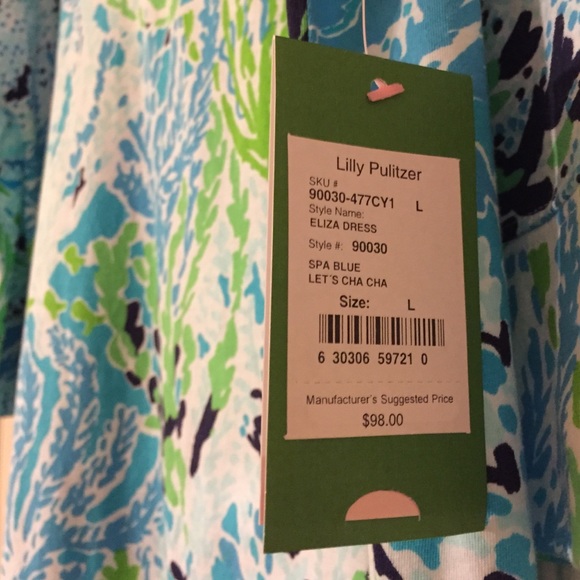 Lilly Pulitzer
SKU #
90030-477CY1 L
Style Name:
ELIZA DRESS
Style #: 90030
SPA BLUE
LET'S CHA CHA
Size: L
6 30306 59721 0
Manufacturer's Suggested Price
$98.00